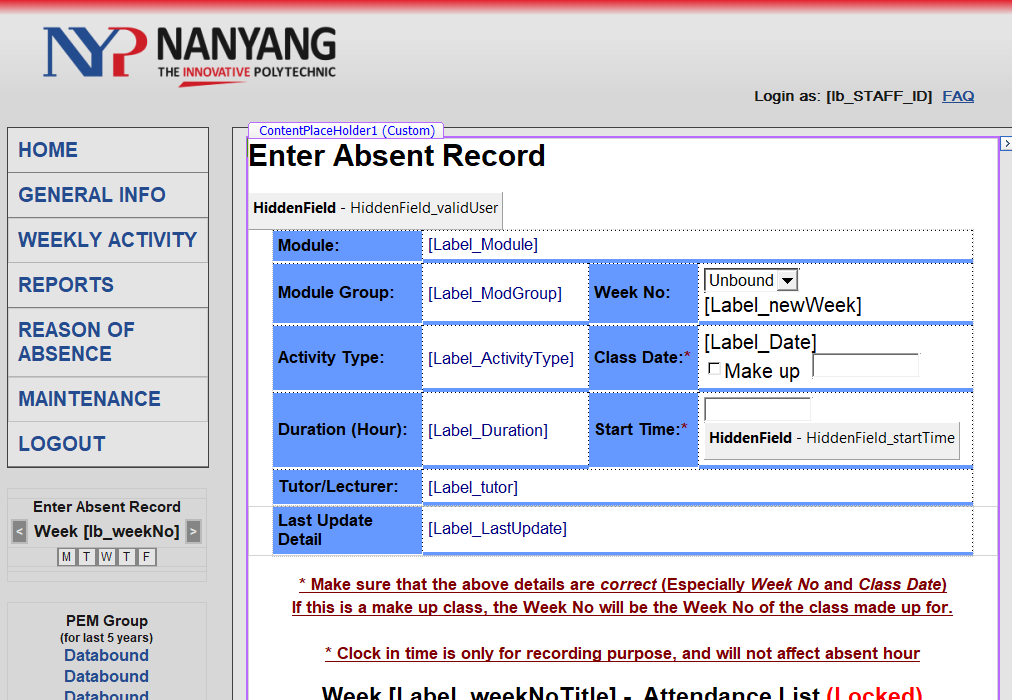 NYP NANYANG
THE INNOVATIVE POLYTECHNIC
Login as: [lb_STAFF_ID] FAQ
HOME
GENERAL INFO
WEEKLY ACTIVITY
REPORTS
REASON OF
ABSENCE
MAINTENANCE
LOGOUT
Enter Absent Record
< Week [lb_weekNo] >
M T W T F
PEM Group
(for last 5 years)
Databound
Databound
Databound
ContentPlaceHolder1 (Custom)
>
Enter Absent Record
HiddenField - HiddenField_validUser
Module: [Label_Module]
Module Group: [Label_ModGroup] Week No: Unbound
[Label_newWeek]
Activity Type: [Label_ActivityType] Class Date:* [Label_Date]
Make up
Duration (Hour): [Label_Duration] Start Time:*
HiddenField - HiddenField_startTime
Tutor/Lecturer: [Label_tutor]
Last Update
Detail [Label_LastUpdate]
* Make sure that the above details are correct (Especially Week No and Class Date)
If this is a make up class, the Week No will be the Week No of the class made up for.
* Clock in time is only for recording purpose, and will not affect absent hour
Week [Label_weekNoTitle] - Attendance List (Locked)